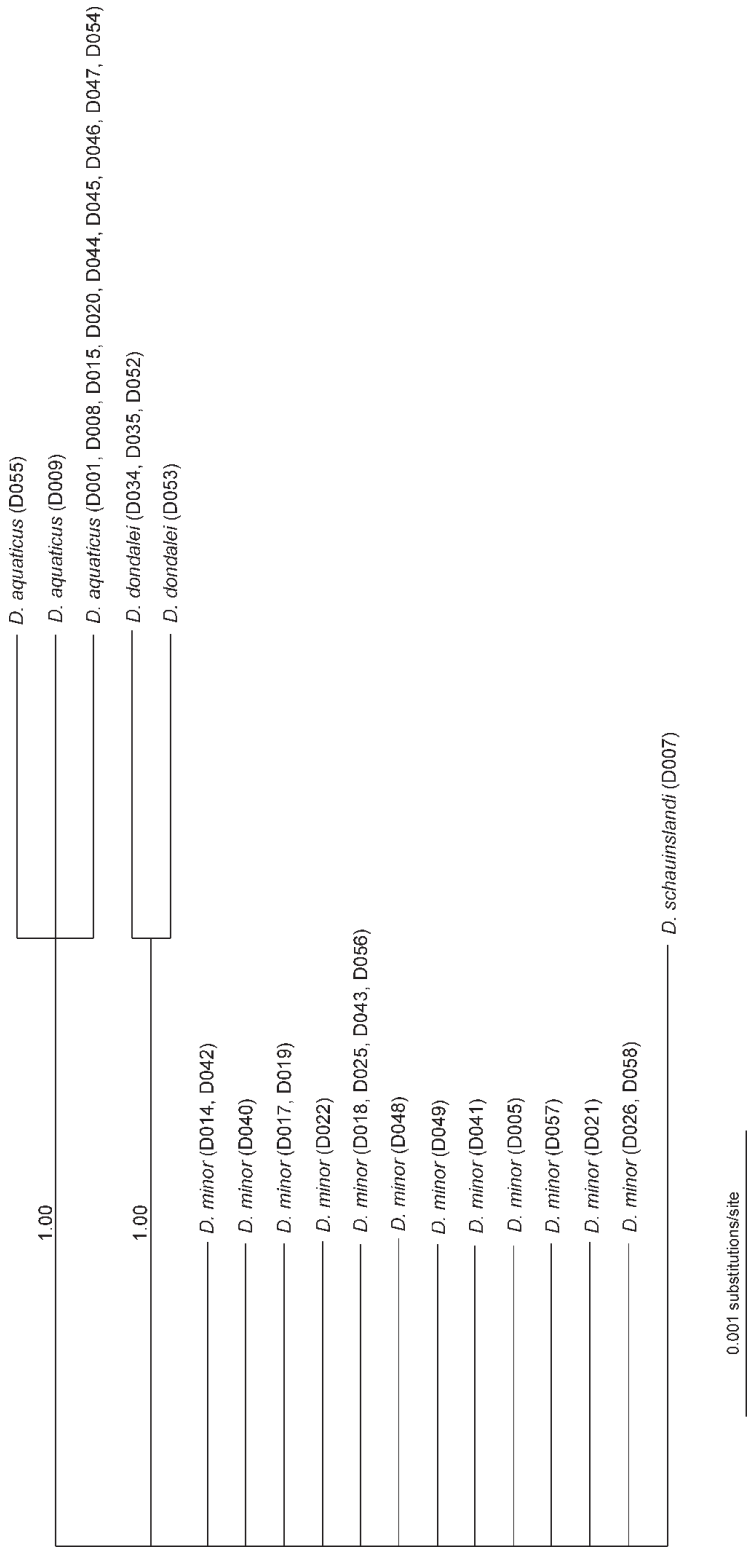 D. aquaticus (D055)
D. aquaticus (D009)
D. aquaticus (D001, D008, D015, D020, D044, D045, D046, D047, D054)
1.00
D. dondalei (D034, D035, D052)
D. dondalei (D053)
1.00
D. minor (D014, D042)
D. minor (D040)
D. minor (D017, D019)
D. minor (D022)
D. minor (D018, D025, D043, D056)
D. minor (D048)
D. minor (D049)
D. minor (D041)
D. minor (D005)
D. minor (D057)
D. minor (D021)
D. minor (D026, D058)
D. schauinslandi (D007)
0.001 substitutions/site